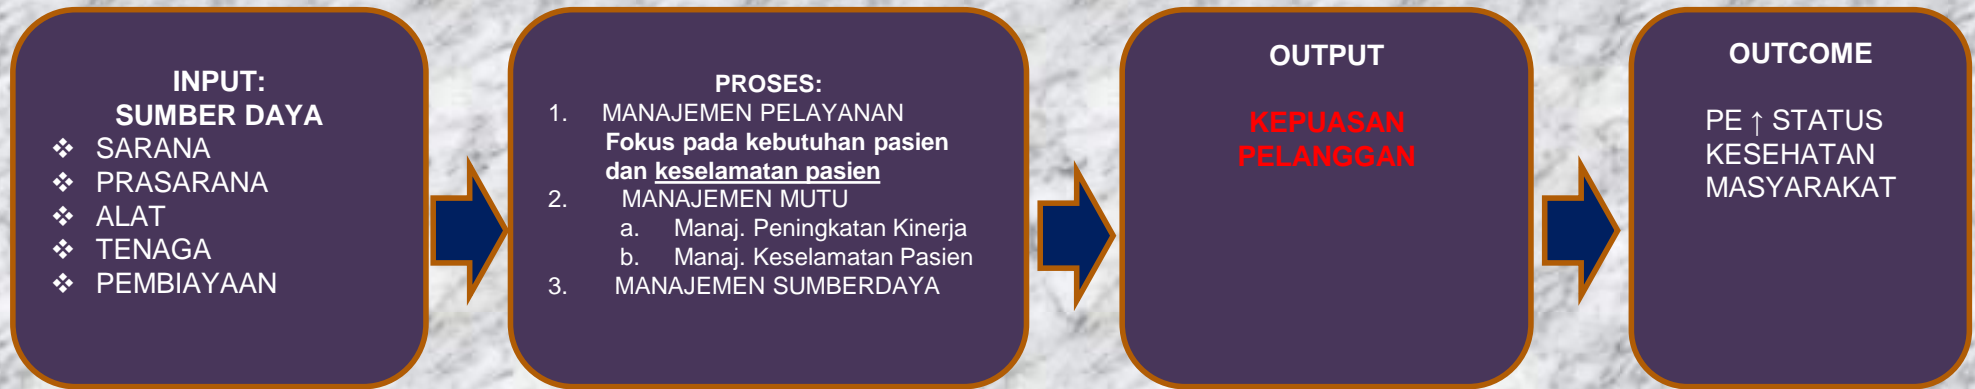 INPUT:
SUMBER DAYA
❖ SARANA
❖ PRASARANA
❖ ALAT
❖ TENAGA
❖ PEMBIAYAAN
PROSES:
1. MANAJEMEN PELAYANAN
Fokus pada kebutuhan pasien
dan keselamatan pasien
2. MANAJEMEN MUTU
a. Manaj. Peningkatan Kinerja
b. Manaj. Keselamatan Pasien
3. MANAJEMEN SUMBERDAYA
OUTPUT
KEPUASAN
PELANGGAN
OUTCOME
PE ↑ STATUS
KESEHATAN
MASYARAKAT